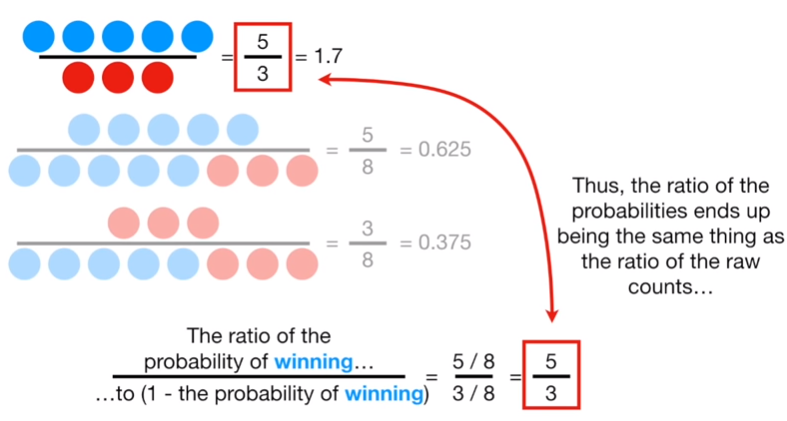 5
3
= = 1.7
5
8
= = 0.625
3
8
= = 0.375
Thus, the ratio of the
probabilities ends up
being the same thing as
the ratio of the raw
counts…
The ratio of the
probability of winning…
…to (1 - the probability of winning)
= 5 / 8
3 / 8
= 5
3